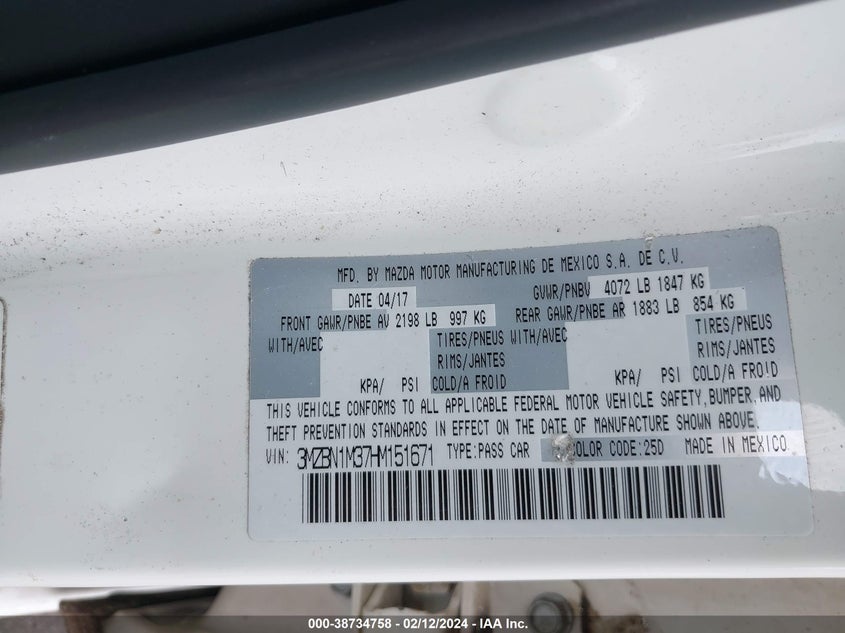 MFD. BY MAZDA MOTOR MANUFACTURING DE MEXICO S.A. DE C.V.
DATE 04/17 GVWR/PNBV 4072 LB 1847 KG
FRONT GAWR/PNBE AV 2198 LB 997 KG REAR GAWR/PNBE AR 1883 LB 854 KG
WITH/AVEC TIRES/PNEUS WITH/AVEC TIRES/PNEUS
RIMS/JANTES RIMS/JANTES
KPA/ PSI COLD/A FROID KPA/ PSI COLD/A FROID
THIS VEHICLE CONFORMS TO ALL APPLICABLE FEDERAL MOTOR VEHICLE SAFETY, BUMPER, AND
THEFT PREVENTION STANDARDS IN EFFECT ON THE DATE OF MANUFACTURE SHOWN ABOVE.
VIN: 3MZBN1M37HM151671 TYPE:PASS CAR COLOR CODE:25D MADE IN MEXICO
000-38734758 - 02/12/2024 - IAA Inc.